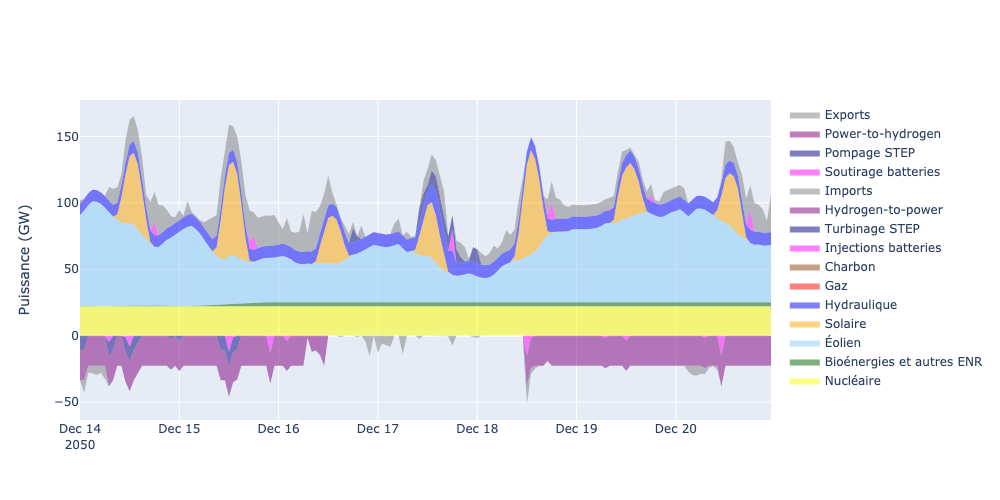 Puissance (GW)
150
100
50
0
−50
Dec 14
2050
Dec 15
Dec 16
Dec 17
Dec 18
Dec 19
Dec 20
Exports
Power-to-hydrogen
Pompage STEP
Soutirage batteries
Imports
Hydrogen-to-power
Turbinage STEP
Injections batteries
Charbon
Gaz
Hydraulique
Solaire
Éolien
Bioénergies et autres ENR
Nucléaire